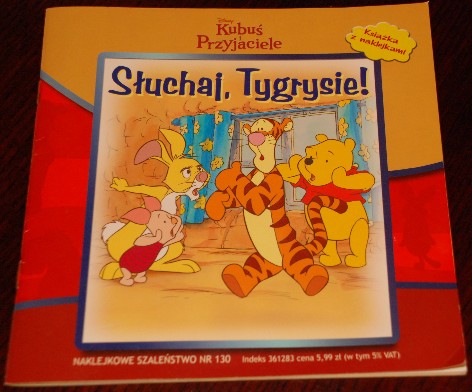 Disney
Kubuś
i
Przyjaciele
Książka
z naklejkami
Słuchaj, Tygrysie!
NAKLEJKOWE SZALEŃSTWO NR 130 Indeks 361283 cena 5,99 zł (w tym 5% VAT)